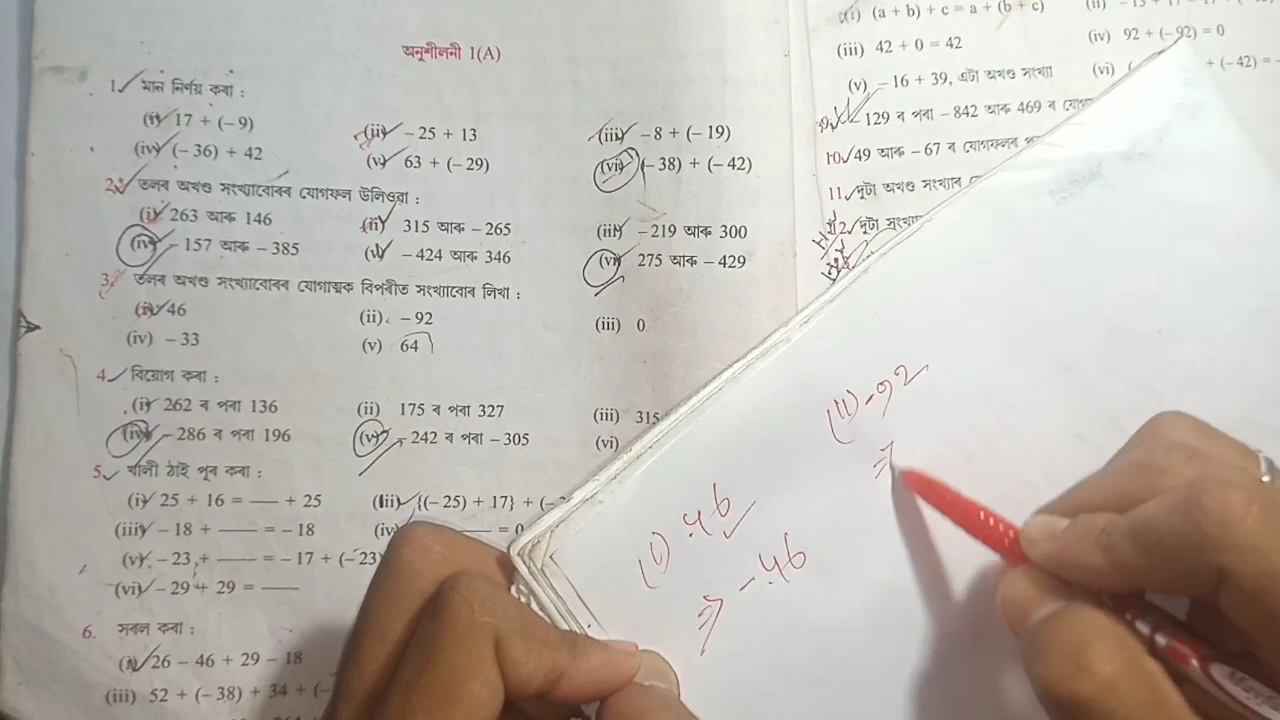 অনুশীলনী 1(A)
1. মান নিৰ্ণয় কৰা :
(i) 17 + (-9) (ii) - 25 + 13 (iii) -8 + (-19)
(iv) (-36) + 42 (v) 63 + (-29) (vi) (-38) + (-42)
2. তলৰ অখণ্ড সংখ্যাবোৰৰ যোগফল উলিওৱা :
(i) 263 আৰু 146 (ii) 315 আৰু - 265 (iii) -219 আৰু 300
(iv) - 157 আৰু - 385 (v) - 424 আৰু 346 (vi) 275 আৰু - 429
3. তলৰ অখণ্ড সংখ্যাবোৰৰ যোগাত্মক বিপৰীত সংখ্যাবোৰ লিখা :
(i) 46 (ii) - 92 (iii) 0
(iv) - 33 (v) 64
4. বিয়োগ কৰা :
(i) 262 ৰ পৰা 136 (ii) 175 ৰ পৰা 327 (iii) 315
(iv) - 286 ৰ পৰা 196 (v) - 242 ৰ পৰা - 305 (vi)
5. খালী ঠাই পূৰ কৰা :
(i) 25 + 16 = — + 25 (ii) {(- 25) + 17} + (-
(iii) - 18 + —— = - 18 (iv) = 0
(v) - 23 + —— = - 17 + (- 23)
(vi) - 29 + 29 = ——
6. সৰল কৰা :
(i) 26 - 46 + 29 - 18
(iii) 52 + (- 38) + 34 + (-
(i) (a + b) + c = a + (b + c) (ii)
(iii) 42 + 0 = 42 (iv) 92 + (-92) = 0
(v) - 16 + 39, এটা অখণ্ড সংখ্যা (vi) + (- 42) =
9. - 129 ৰ পৰা - 842 আৰু 469 ৰ
10. 49 আৰু - 67 ৰ যোগফলৰ
11. দুটা অখণ্ড সংখ্যাৰ
12. দুটা
(i) 46
⇒ -46
(ii) -92
⇒